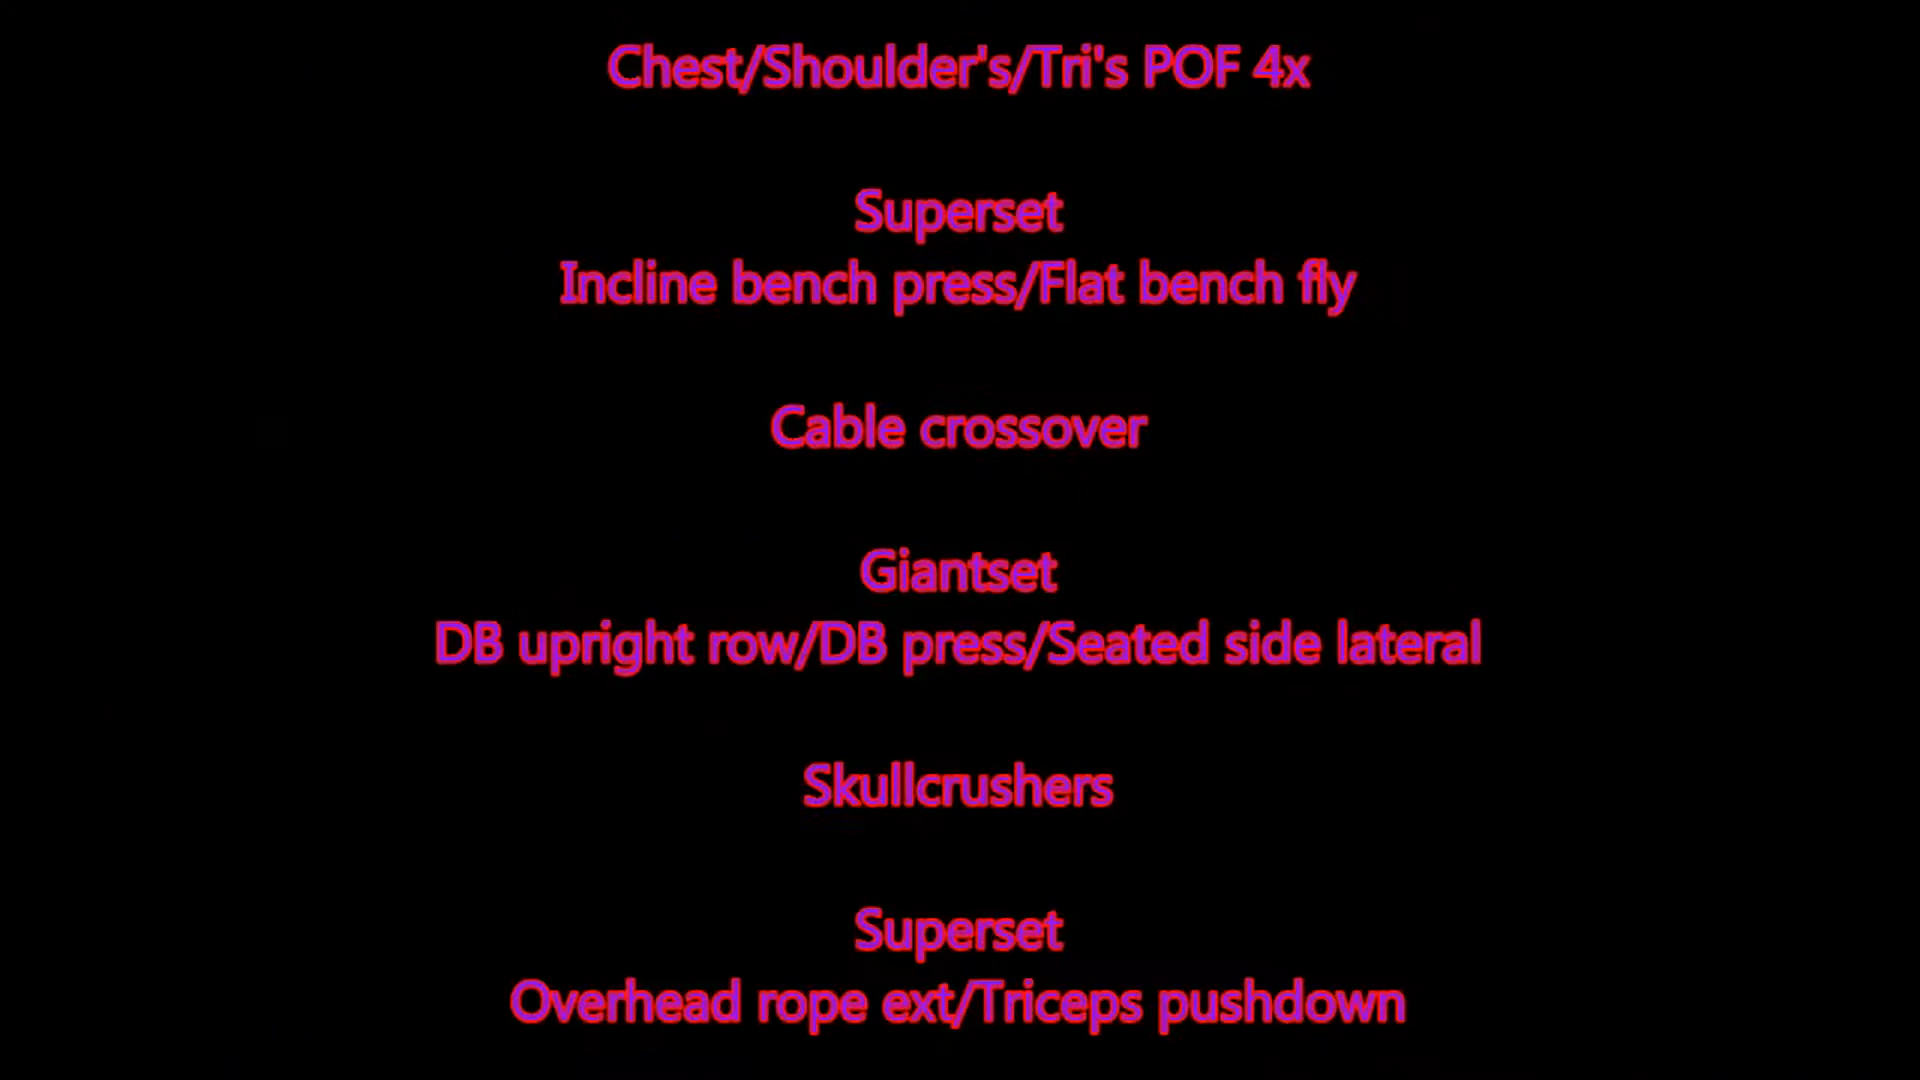 Chest/Shoulder's/Tri's POF 4x
Superset
Incline bench press/Flat bench fly
Cable crossover
Giantset
DB upright row/DB press/Seated side lateral
Skullcrushers
Superset
Overhead rope ext/Triceps pushdown